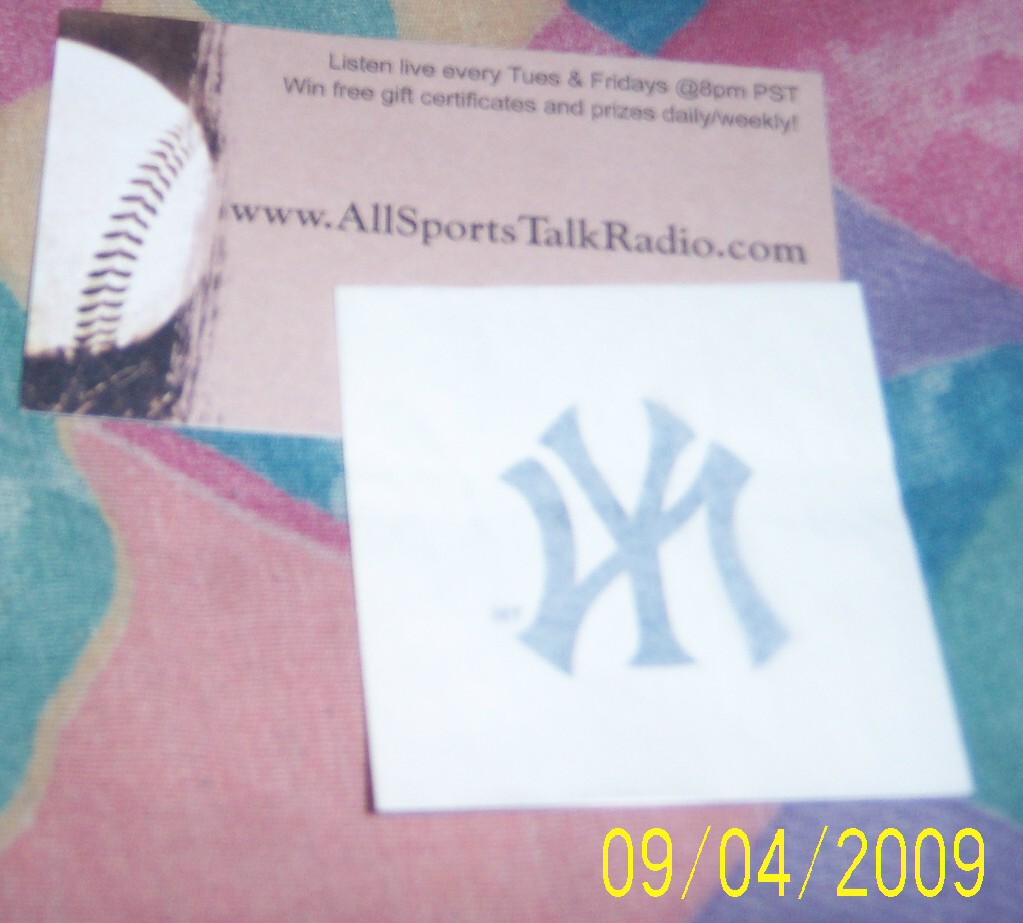 Listen live every Tues & Fridays @8pm PST
Win free gift certificates and prizes daily/weekly!
www.AllSportsTalkRadio.com
NY
09/04/2009